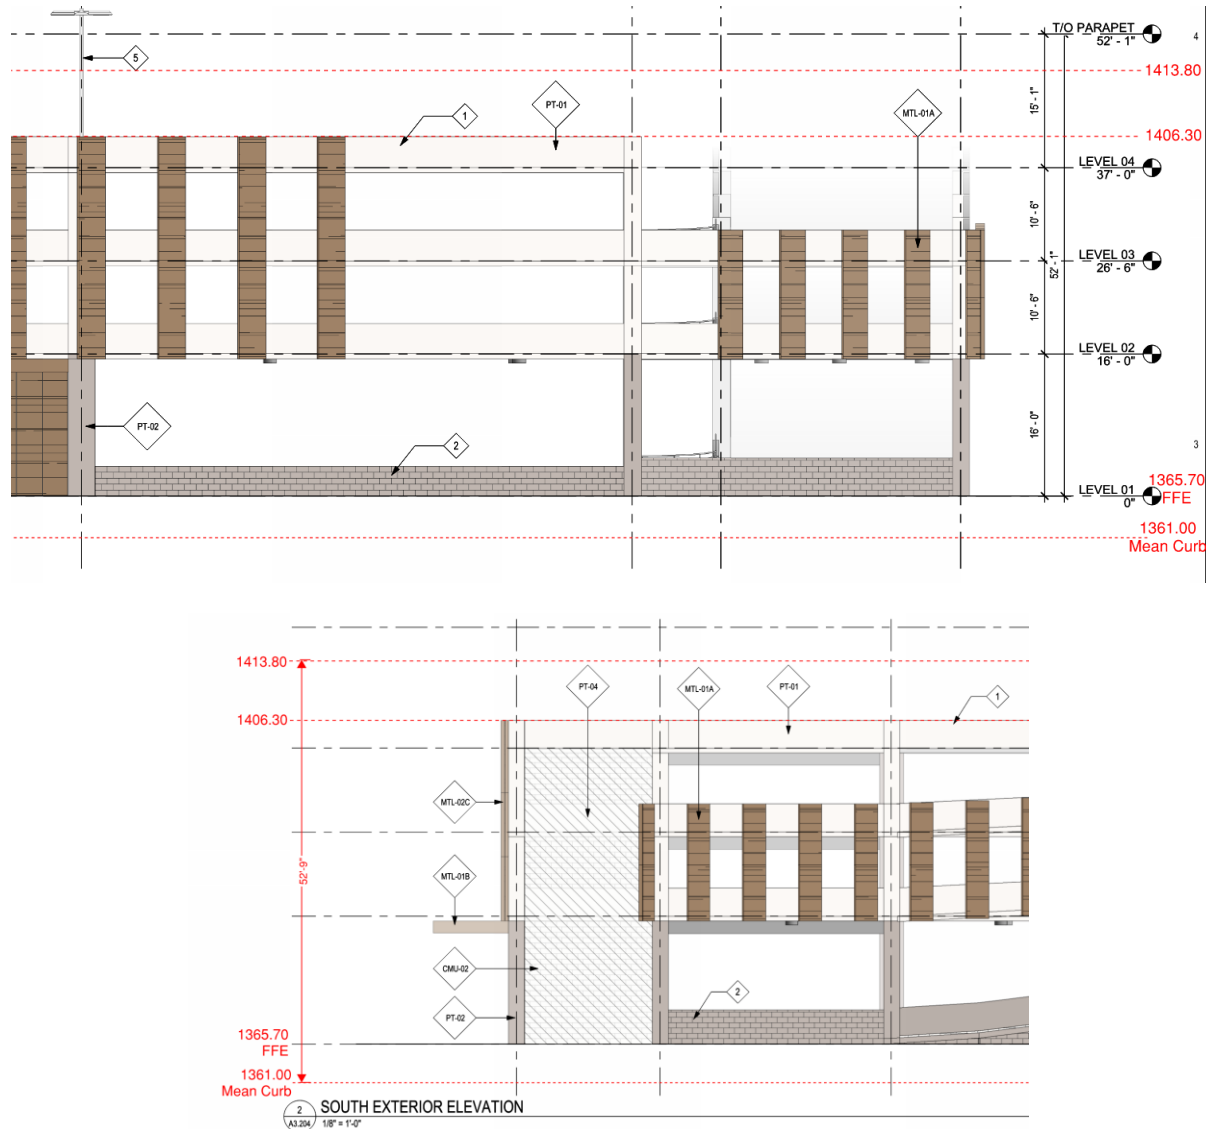 T/O PARAPET
52' - 1"
4
1413.80
5
15' - 1"
PT-01
MTL-01A
1
1406.30
LEVEL 04
37' - 0"
10' - 6"
LEVEL 03
26' - 6"
52' - 1"
10' - 6"
LEVEL 02
16' - 0"
PT-02
2
16' - 0"
3
1365.70
LEVEL 01
0"
FFE
1361.00
Mean Curb
1413.80
PT-04
MTL-01A
PT-01
1
1406.30
MTL-02C
52'-9"
MTL-01B
CMU-02
2
PT-02
1365.70
FFE
1361.00
Mean Curb
2
A3.204
SOUTH EXTERIOR ELEVATION
1/8" = 1'-0"